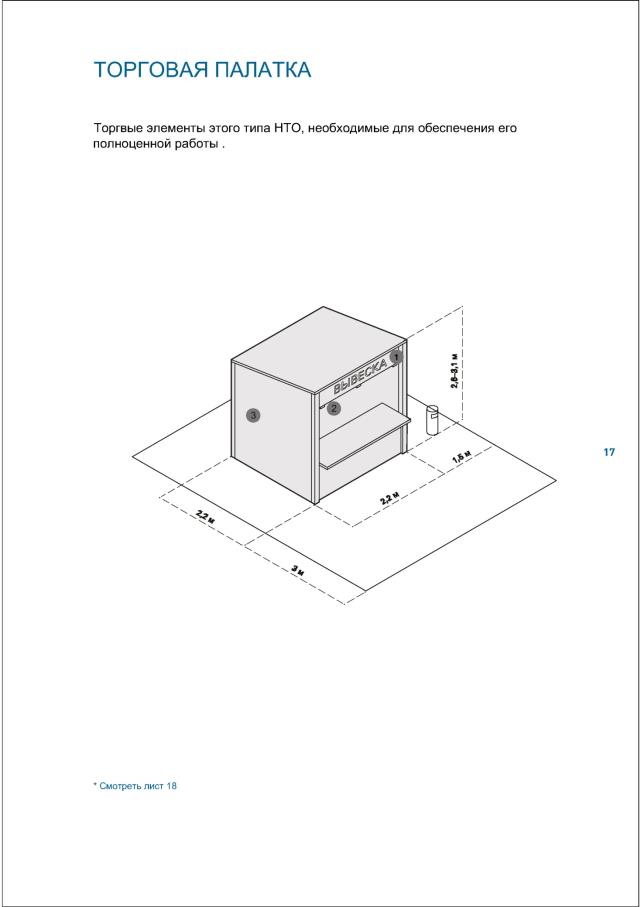 ТОРГОВАЯ ПАЛАТКА
Торгвые элементы этого типа НТО, необходимые для обеспечения его
полноценной работы .
ВЫВЕСКА
1
2
3
2,6-3,1 м
1,5 м
2,2 м
2,2 м
3 м
17
* Смотреть лист 18